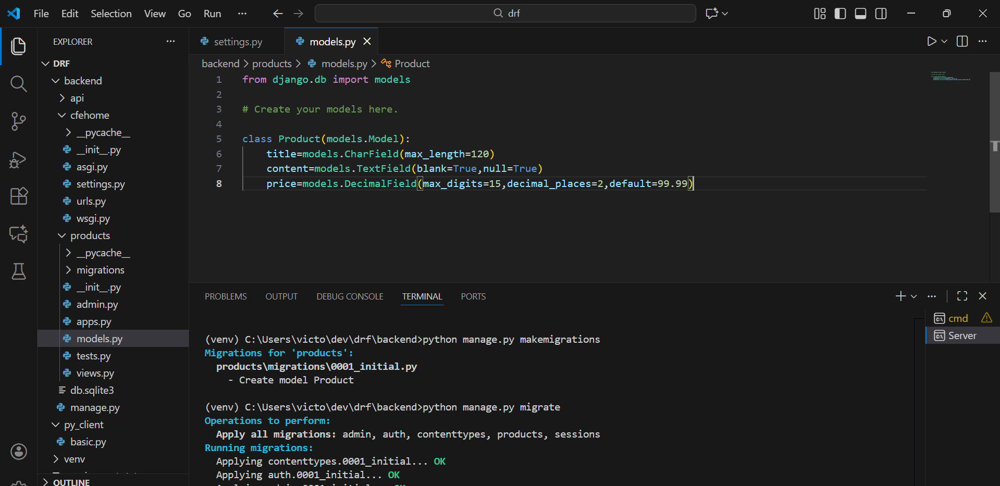 File Edit Selection View Go Run ···
drf
EXPLORER ···
DRF
backend
api
cfehome
__pycache__
__init__.py
asgi.py
settings.py
urls.py
wsgi.py
products
__pycache__
migrations
__init__.py
admin.py
apps.py
models.py
tests.py
views.py
db.sqlite3
manage.py
py_client
basic.py
venv
OUTLINE
settings.py
models.py
backend > products > models.py > Product
1 from django.db import models
2
3 # Create your models here.
4
5 class Product(models.Model):
6 title=models.CharField(max_length=120)
7 content=models.TextField(blank=True,null=True)
8 price=models.DecimalField(max_digits=15,decimal_places=2,default=99.99)
PROBLEMS OUTPUT DEBUG CONSOLE TERMINAL PORTS
cmd
Server
(venv) C:\Users\victo\dev\drf\backend>python manage.py makemigrations
Migrations for 'products':
products\migrations\0001_initial.py
- Create model Product
(venv) C:\Users\victo\dev\drf\backend>python manage.py migrate
Operations to perform:
Apply all migrations: admin, auth, contenttypes, products, sessions
Running migrations:
Applying contenttypes.0001_initial... OK
Applying auth.0001_initial... OK